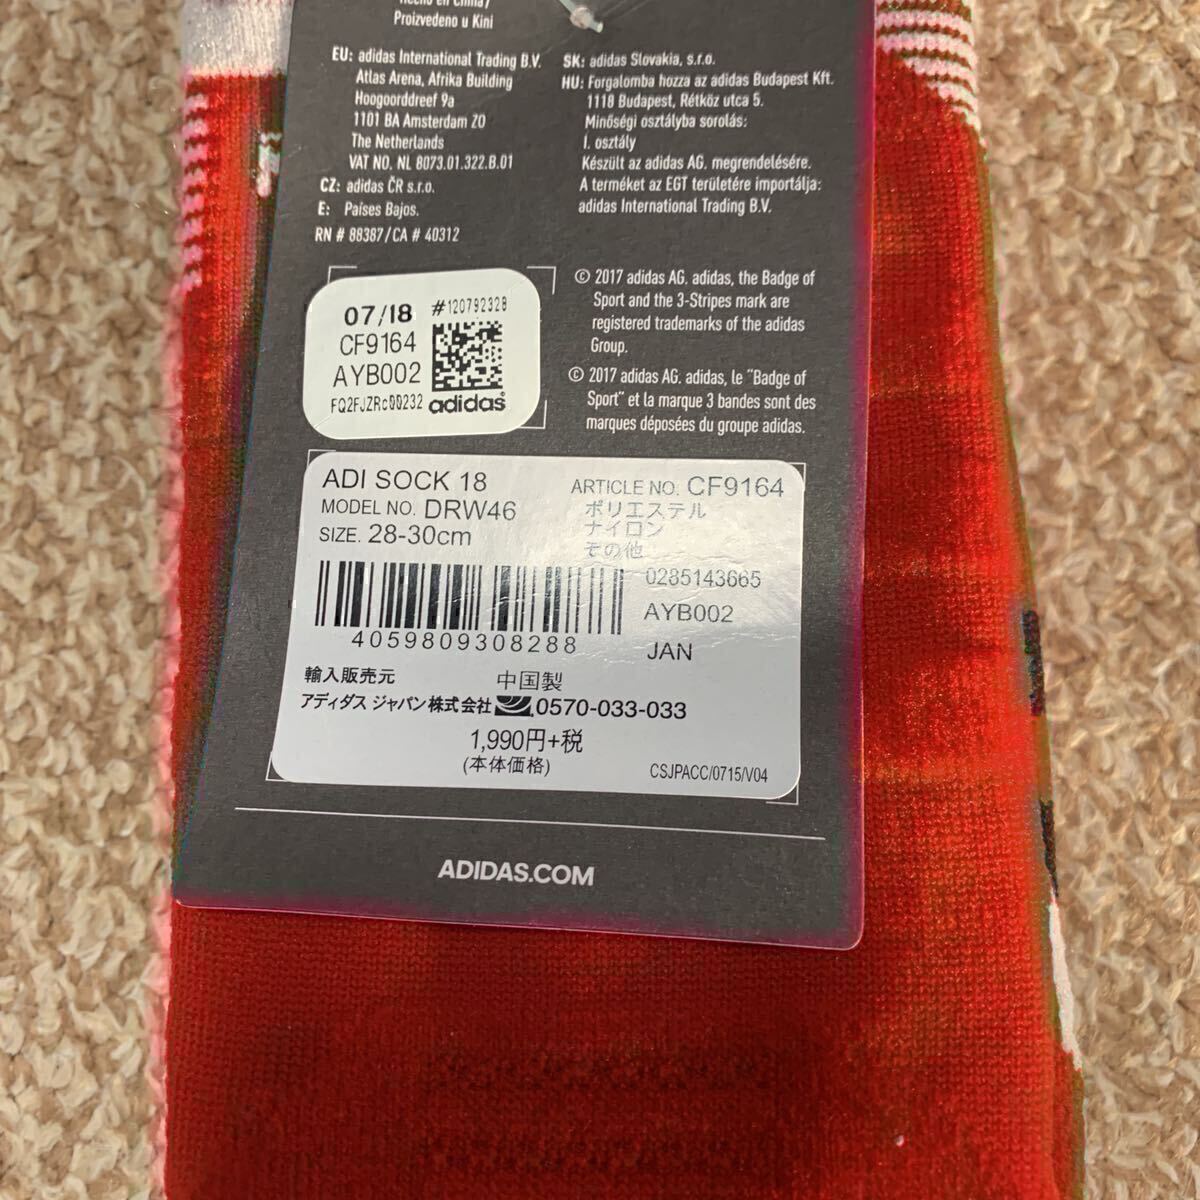 Hecho en China/
Proizvedeno u Kini
EU: adidas International Trading B.V.
Atlas Arena, Afrika Building
Hoogoorddreef 9a
1101 BA Amsterdam ZO
The Netherlands
VAT NO. NL 8073.01.322.B.01
CZ: adidas ČR s.r.o.
E: Países Bajos.
RN # 88387/CA # 40312
SK: adidas Slovakia, s.r.o.
HU: Forgalomba hozza az adidas Budapest Kft.
1118 Budapest, Rétköz utca 5.
Minőségi osztályba sorolás:
I. osztály
Készült az adidas AG. megrendelésére.
A terméket az EGT területére importálja:
adidas International Trading B.V.
© 2017 adidas AG. adidas, the Badge of
Sport and the 3-Stripes mark are
registered trademarks of the adidas
Group.
© 2017 adidas AG. adidas, le "Badge of
Sport" et la marque 3 bandes sont des
marques déposées du groupe adidas.
07/18 #120792328
CF9164
AYB002
FQ2FJZRc00232 adidas
ADI SOCK 18
MODEL NO. DRW46
SIZE. 28-30cm
ARTICLE NO. CF9164
ポリエステル
ナイロン
その他
0285143665
AYB002
JAN
4059809308288
輸入販売元
中国製
アディダス ジャパン株式会社 0570-033-033
1,990円+税
(本体価格)
CSJPACC/0715/V04
ADIDAS.COM